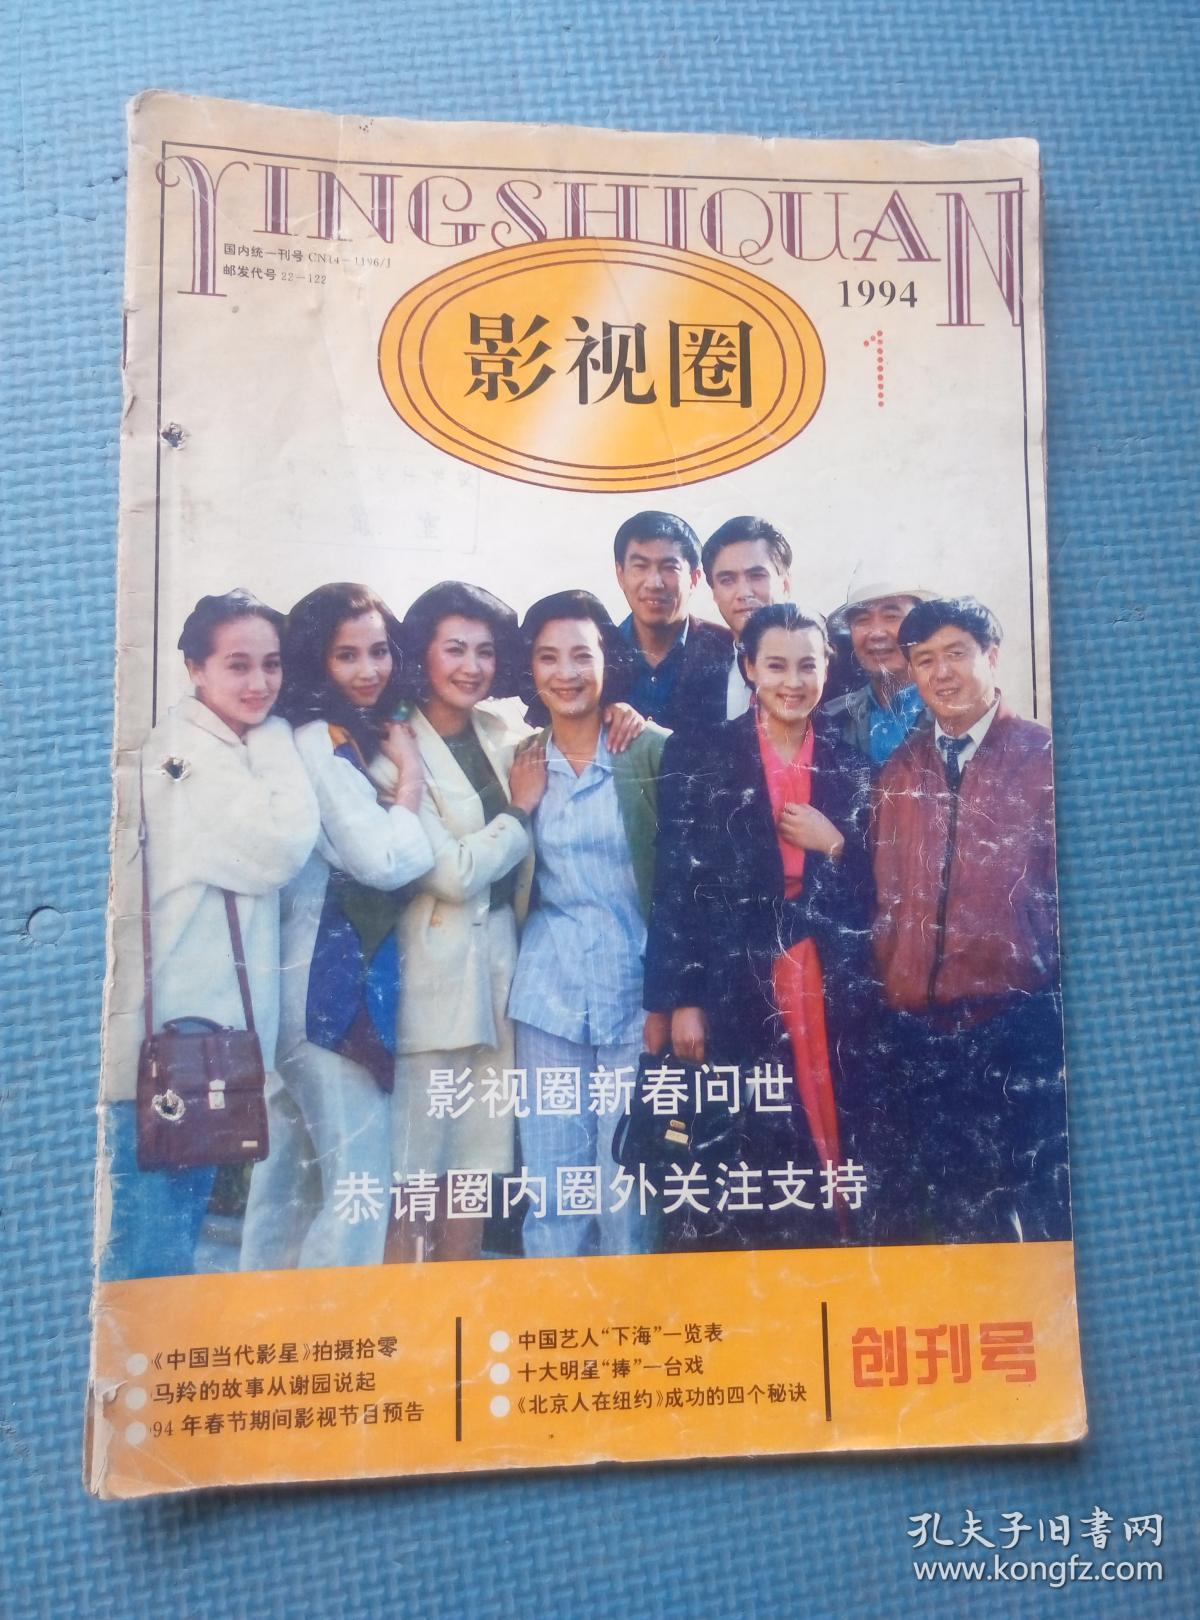 YINGSHIQUAN
国内统一刊号 CN14-1196/J
邮发代号 22-122
1994
1
影视圈
影视圈新春问世
恭请圈内圈外关注支持
《中国当代影星》拍摄拾零
马羚的故事从谢园说起
94年春节期间影视节目预告
中国艺人“下海”一览表
十大明星“捧”一台戏
《北京人在纽约》成功的四个秘诀
创刊号
孔夫子旧书网
www.kongfz.com